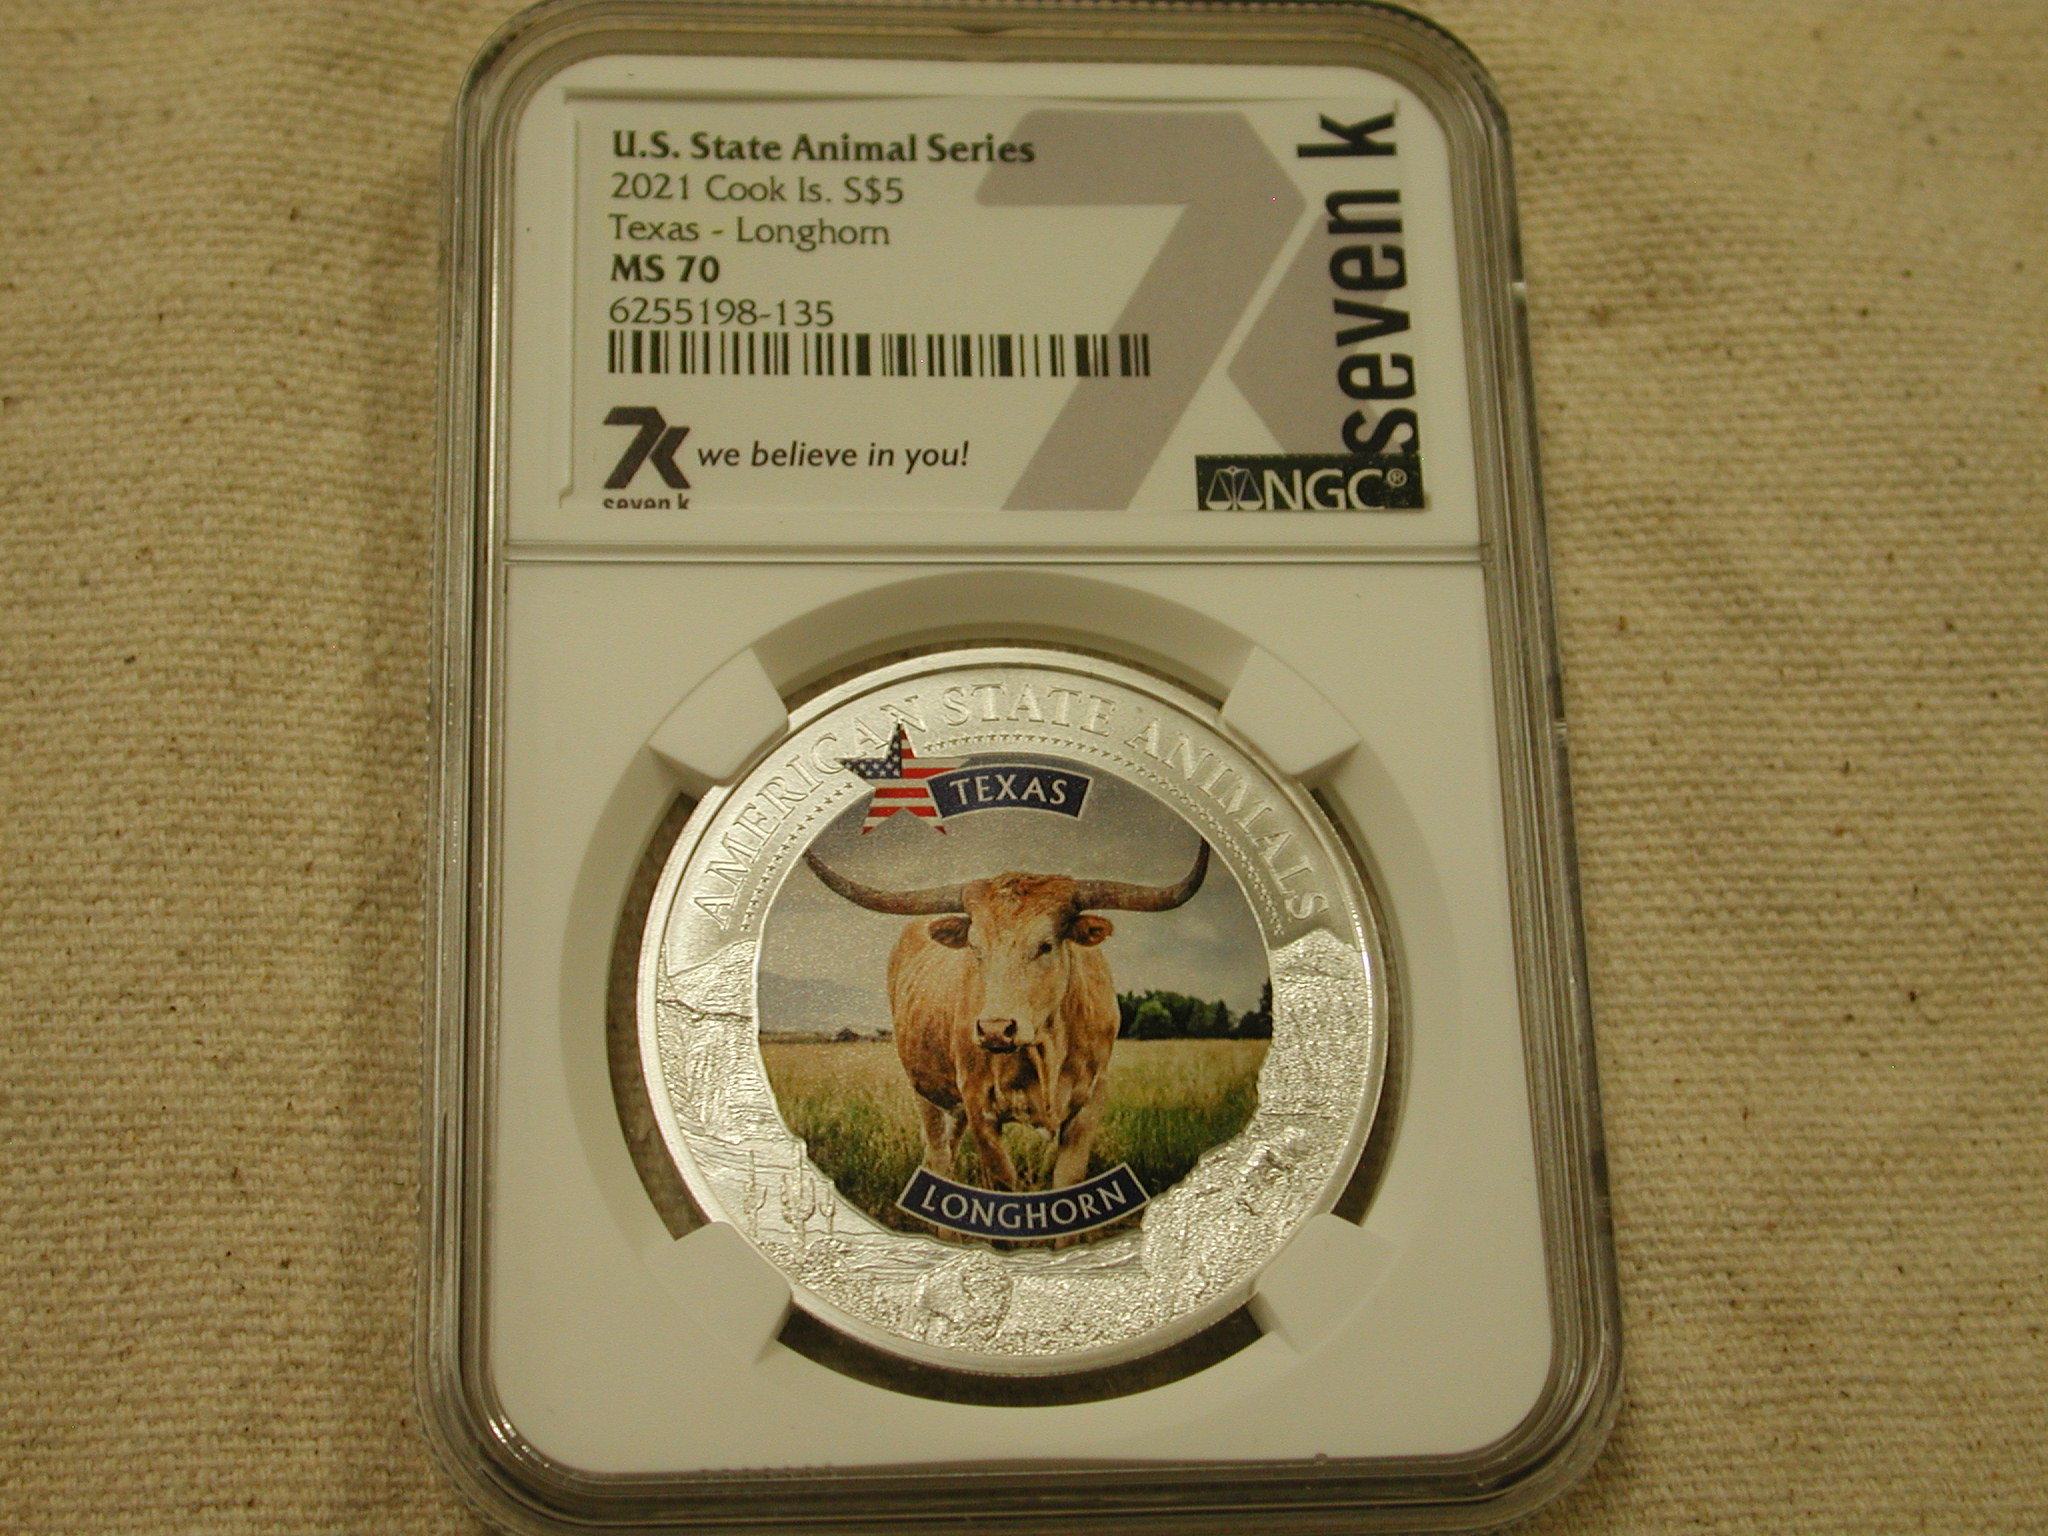 U.S. State Animal Series
2021 Cook Is. S$5
Texas - Longhorn
MS 70
6255198-135
7k we believe in you!
seven k
seven k
NGC®
AMERICAN STATE ANIMALS
TEXAS
LONGHORN